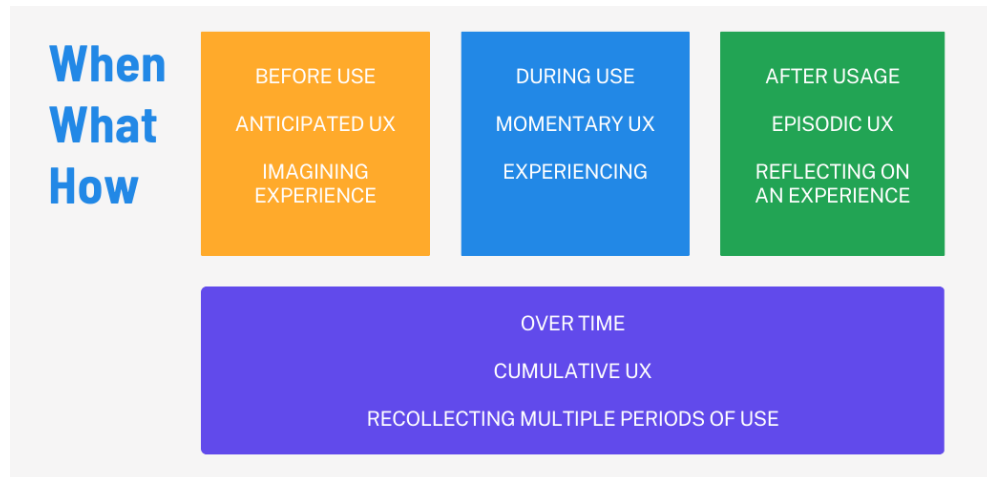 When
What
How
BEFORE USE
ANTICIPATED UX
IMAGINING
EXPERIENCE
DURING USE
MOMENTARY UX
EXPERIENCING
AFTER USAGE
EPISODIC UX
REFLECTING ON
AN EXPERIENCE
OVER TIME
CUMULATIVE UX
RECOLLECTING MULTIPLE PERIODS OF USE